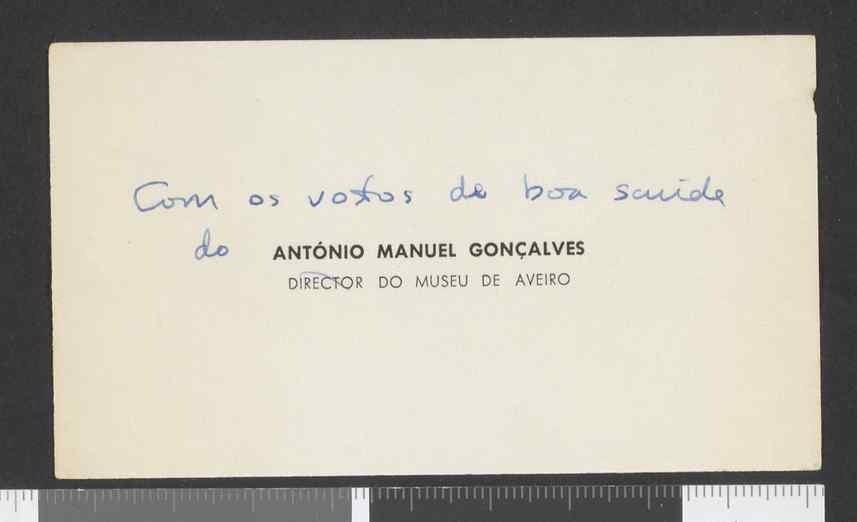 Com os votos de boa saúde
do ANTÓNIO MANUEL GONÇALVES
DIRECTOR DO MUSEU DE AVEIRO